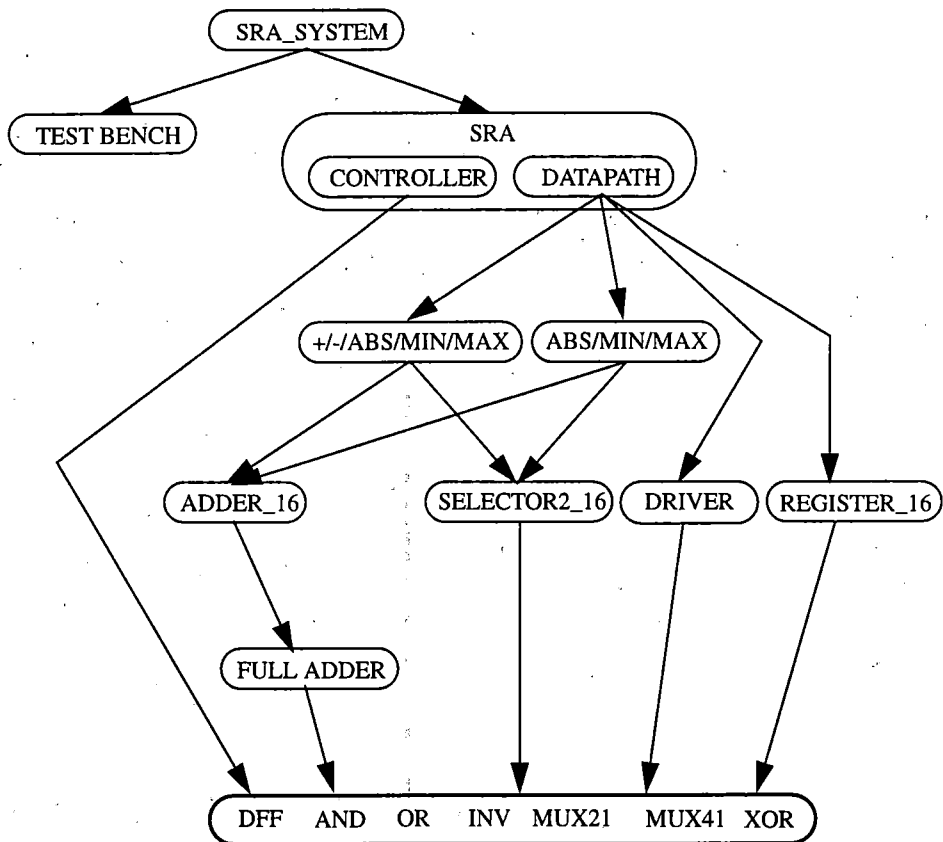 SRA_SYSTEM
TEST BENCH
SRA
CONTROLLER
DATAPATH
+/-/ABS/MIN/MAX
ABS/MIN/MAX
ADDER_16
SELECTOR2_16
DRIVER
REGISTER_16
FULL ADDER
DFF AND OR INV MUX21 MUX41 XOR